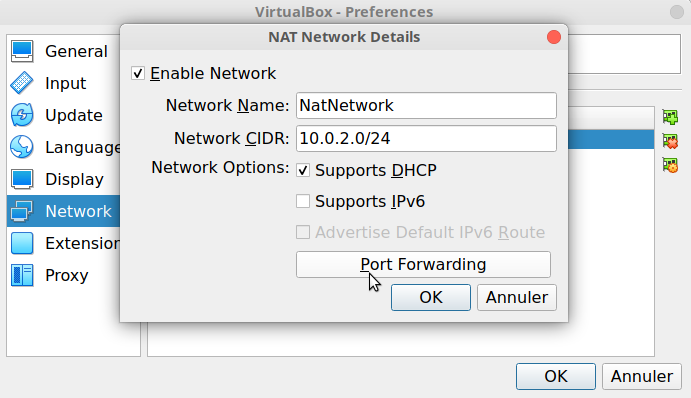 VirtualBox - Preferences
NAT Network Details
General
Input
Update
Language
Display
Network
Extension
Proxy
Enable Network
Network Name: NatNetwork
Network CIDR: 10.0.2.0/24
Network Options: Supports DHCP
Supports IPv6
Advertise Default IPv6 Route
Port Forwarding
OK Annuler
OK Annuler